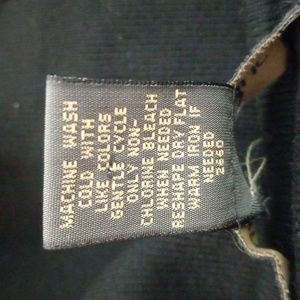 MACHINE WASH
COLD WITH
LIKE COLORS
GENTLE CYCLE
ONLY NON-
CHLORINE BLEACH
WHEN NEEDED
RESHAPE DRY FLAT
WARM IRON IF
NEEDED
2660